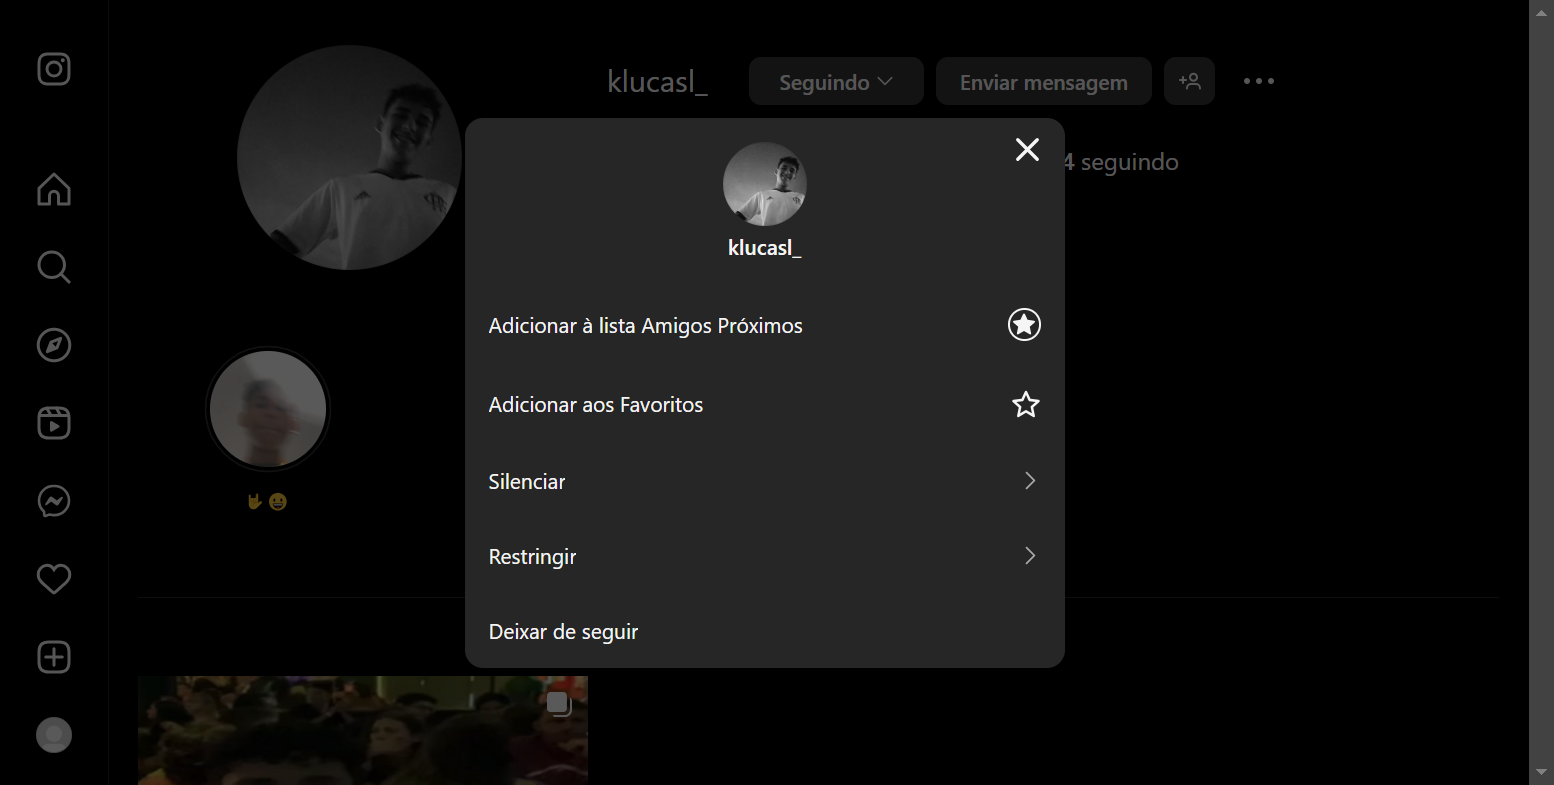 klucasl_
Seguindo
Enviar mensagem
4 seguindo
klucasl_
Adicionar à lista Amigos Próximos
Adicionar aos Favoritos
Silenciar
Restringir
Deixar de seguir